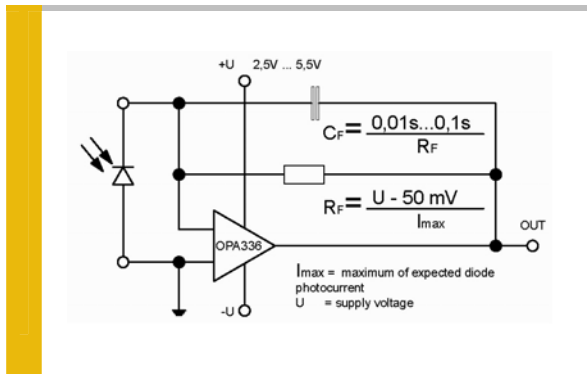 +U 2,5V ... 5,5V
CF= 0,01s...0,1s
RF
RF= U - 50 mV
Imax
OUT
OPA336
Imax = maximum of expected diode
photocurrent
U = supply voltage
-U